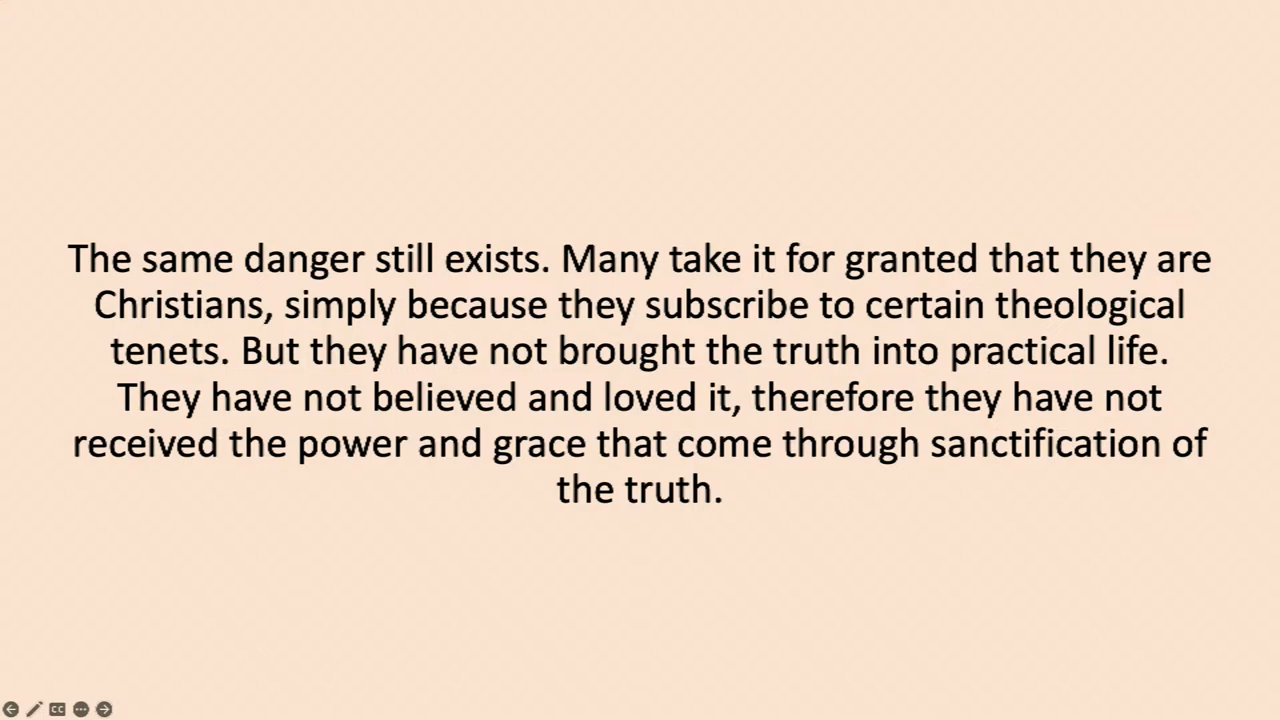 The same danger still exists. Many take it for granted that they are
Christians, simply because they subscribe to certain theological
tenets. But they have not brought the truth into practical life.
They have not believed and loved it, therefore they have not
received the power and grace that come through sanctification of
the truth.
CC